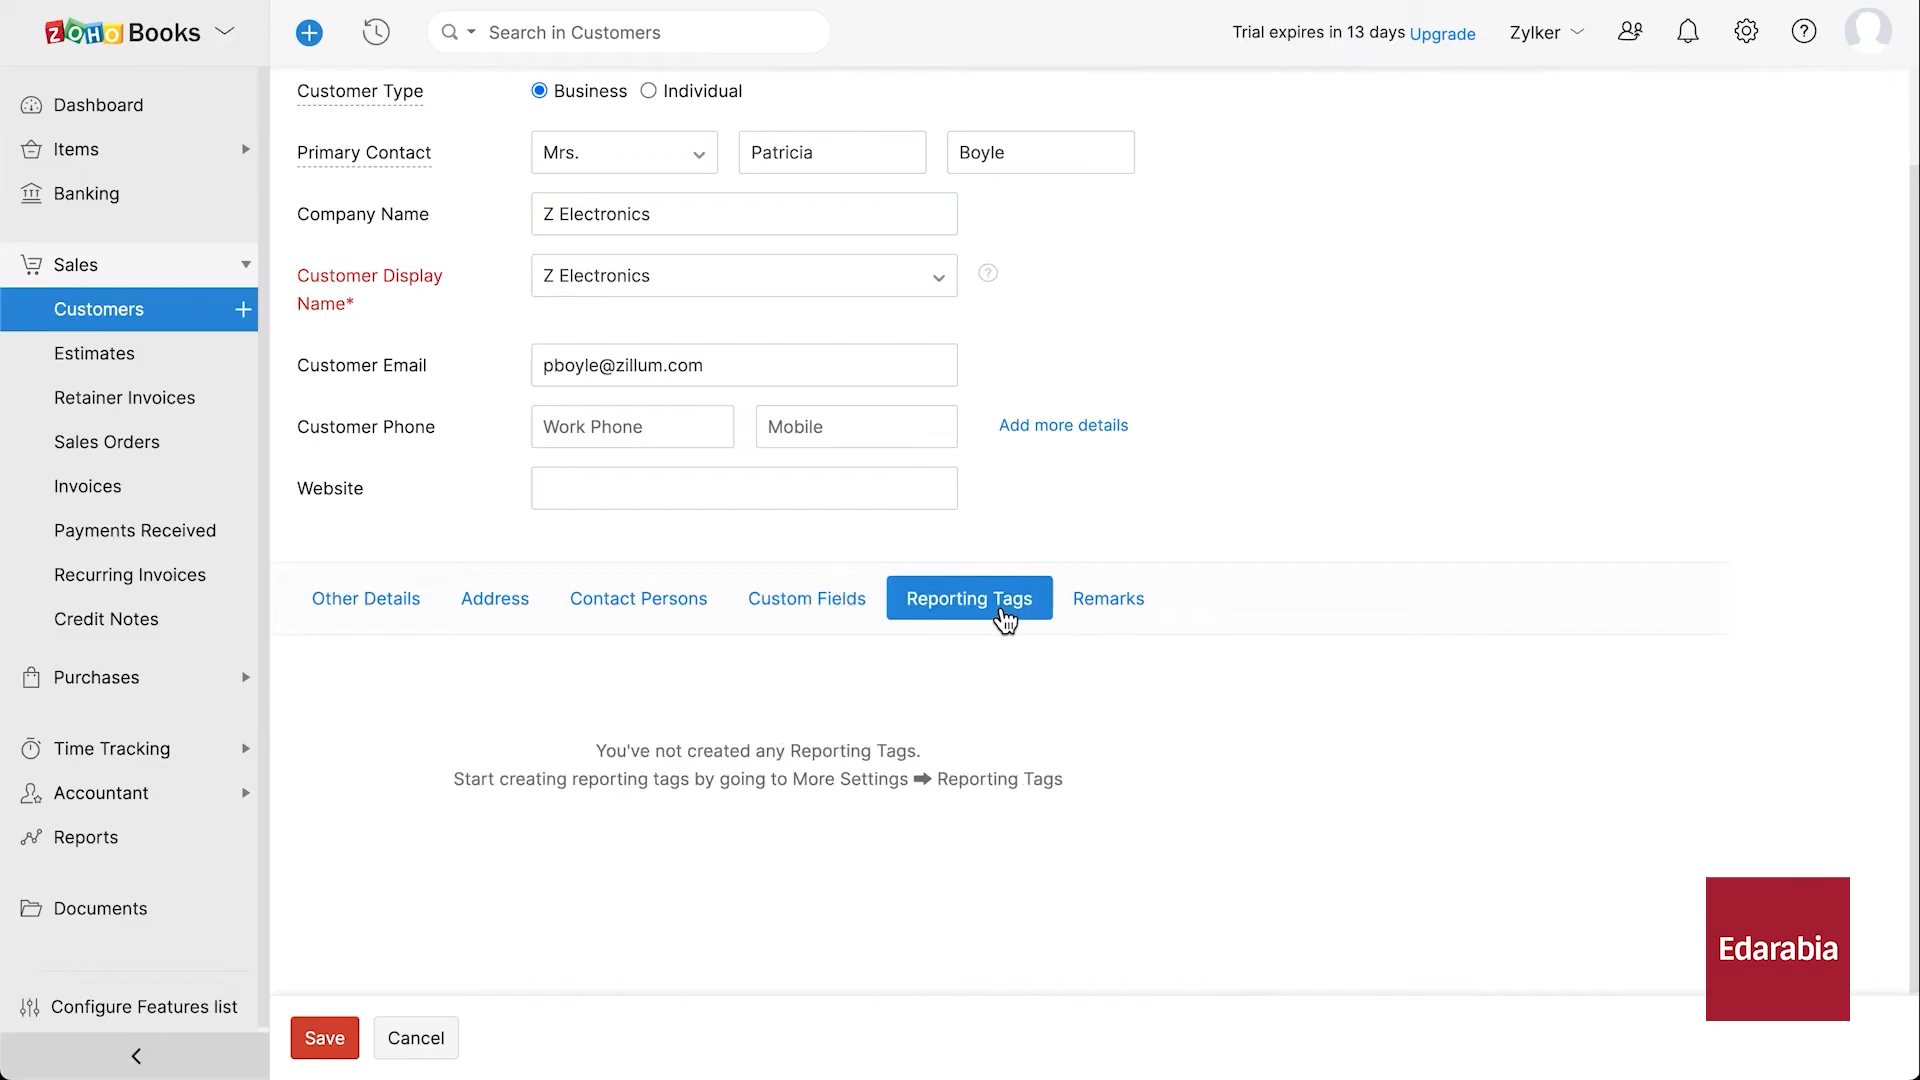 ZOHO Books
Search in Customers
Trial expires in 13 days Upgrade
Zylker
Dashboard
Items
Banking
Sales
Customers
Estimates
Retainer Invoices
Sales Orders
Invoices
Payments Received
Recurring Invoices
Credit Notes
Purchases
Time Tracking
Accountant
Reports
Documents
Configure Features list
Customer Type
Business
Individual
Primary Contact
Mrs.
Patricia
Boyle
Company Name
Z Electronics
Customer Display
Name*
Z Electronics
Customer Email
pboyle@zillum.com
Customer Phone
Work Phone
Mobile
Add more details
Website
Other Details
Address
Contact Persons
Custom Fields
Reporting Tags
Remarks
You've not created any Reporting Tags.
Start creating reporting tags by going to More Settings ➡ Reporting Tags
Edarabia
Save
Cancel